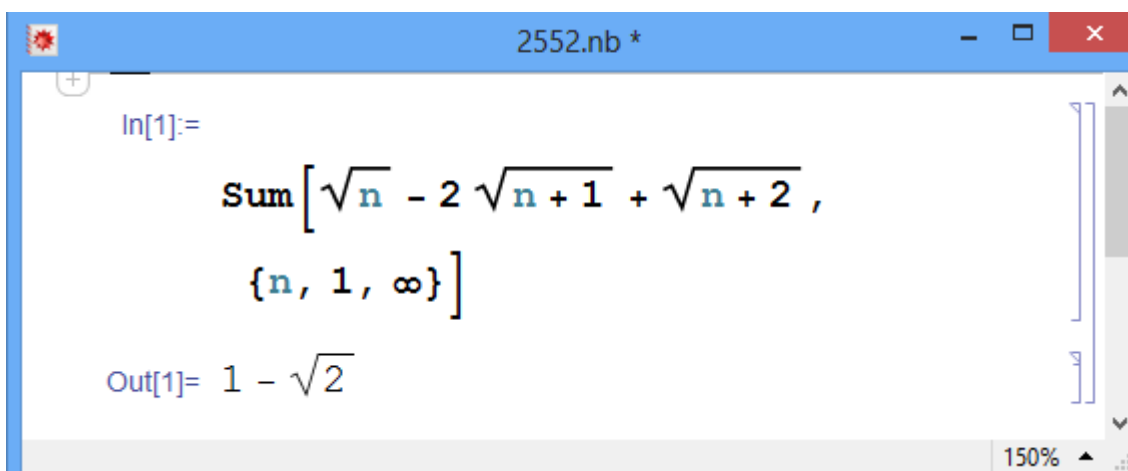 2552.nb *
In[1]:=
Sum[√n - 2 √n + 1 + √n + 2 ,
{n, 1, ∞}]
Out[1]= 1 - √2
150%